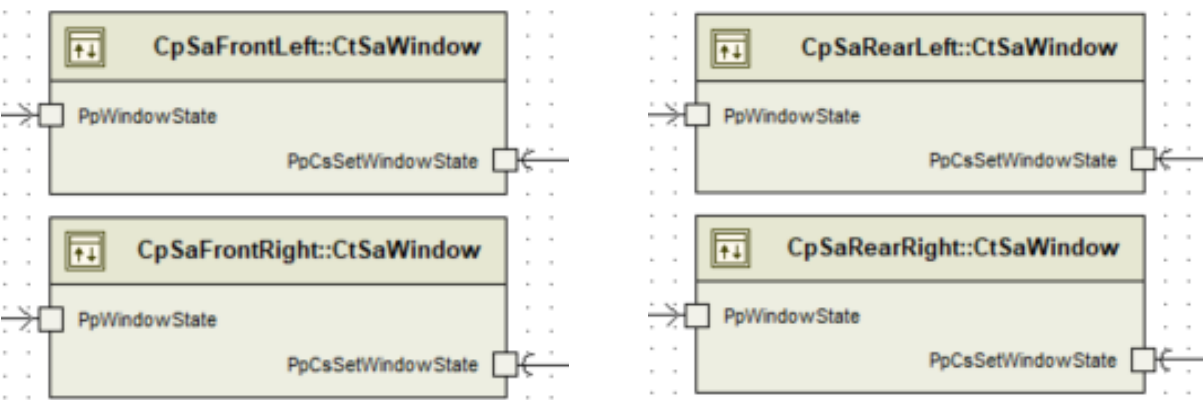 CpSaFrontLeft::CtSaWindow
PpWindowState
PpCsSetWindowState
CpSaFrontRight::CtSaWindow
PpWindowState
PpCsSetWindowState
CpSaRearLeft::CtSaWindow
PpWindowState
PpCsSetWindowState
CpSaRearRight::CtSaWindow
PpWindowState
PpCsSetWindowState